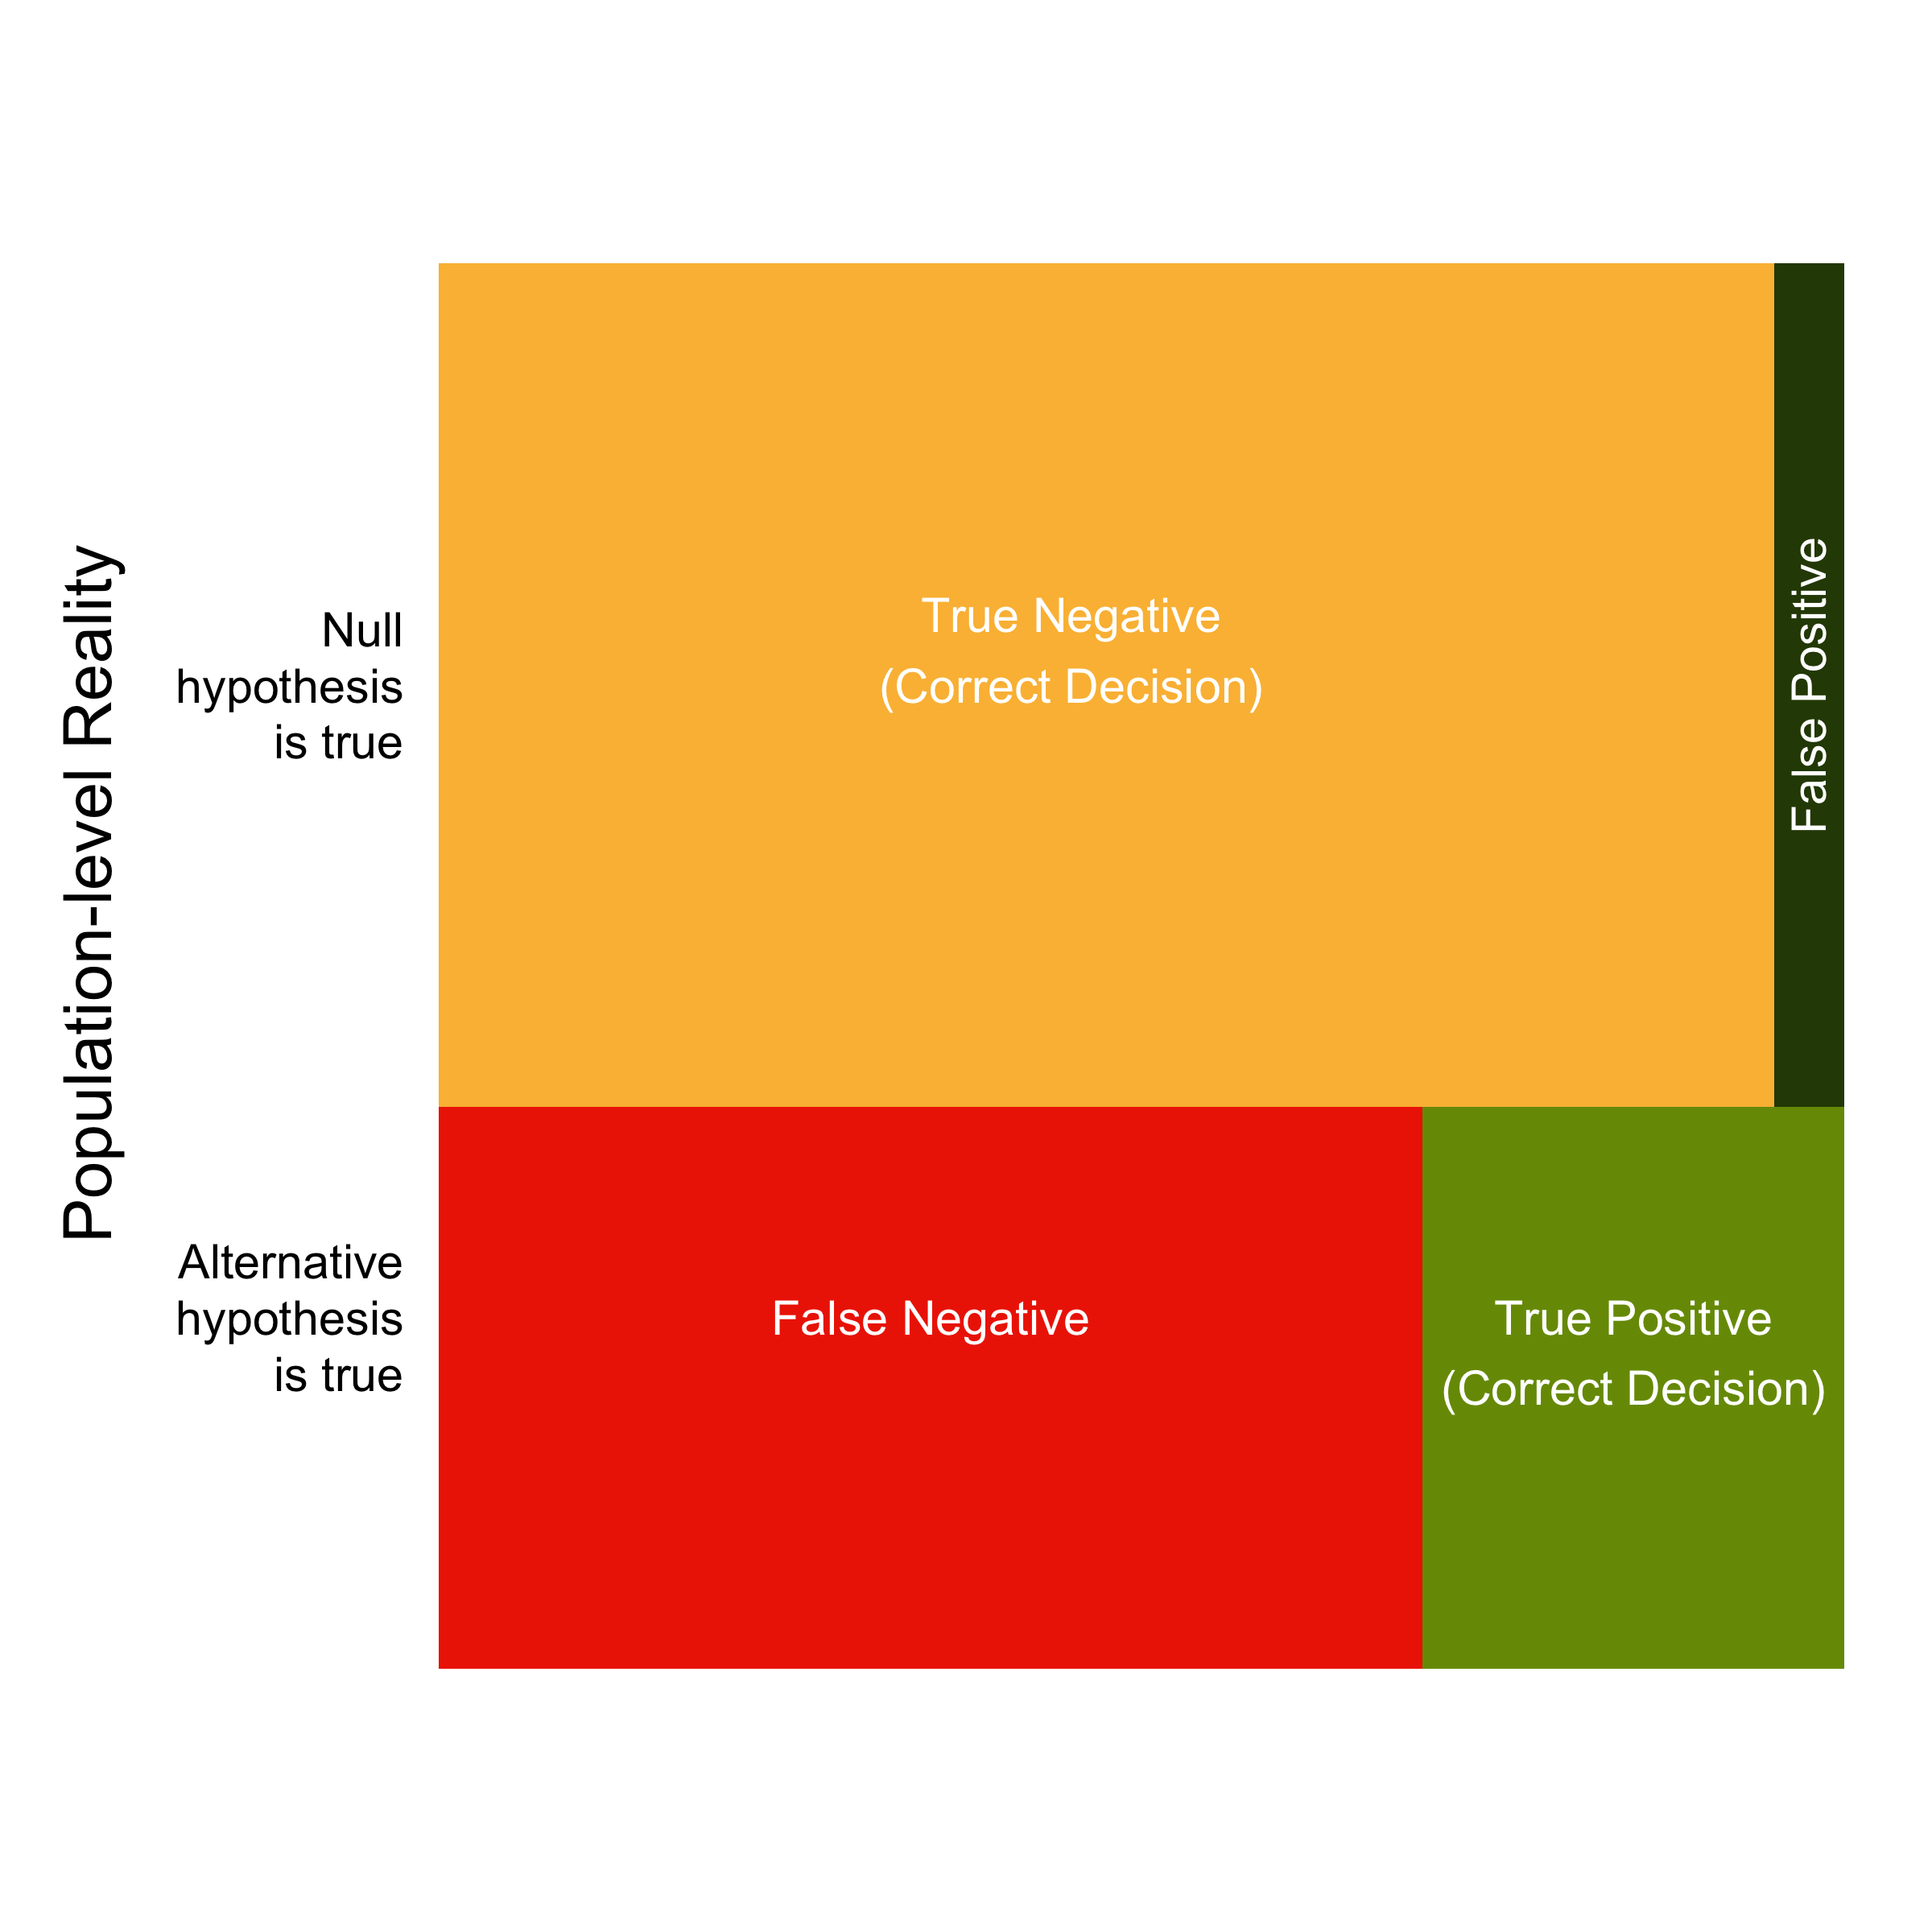 Population-level Reality
Null
hypothesis
is true
True Negative
(Correct Decision)
False Positive
Alternative
hypothesis
is true
False Negative
True Positive
(Correct Decision)